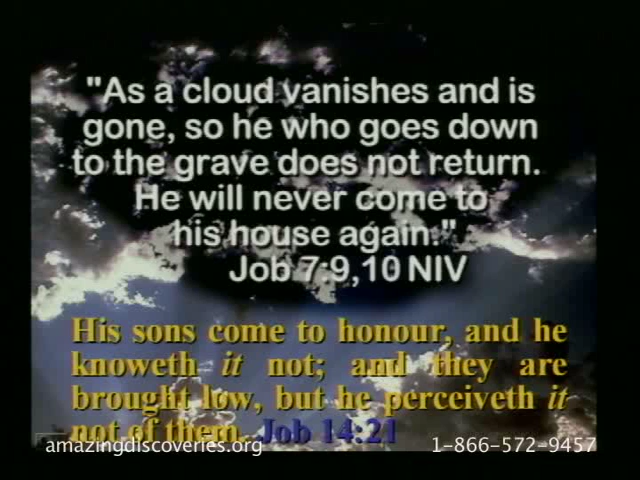 "As a cloud vanishes and is
gone, so he who goes down
to the grave does not return.
He will never come to
his house again."
Job 7:9,10 NIV
His sons come to honour, and he
knoweth it not; and they are
brought low, but he perceiveth it
not of them. Job 14:21
amazingdiscoveries.org 1-866-572-9457